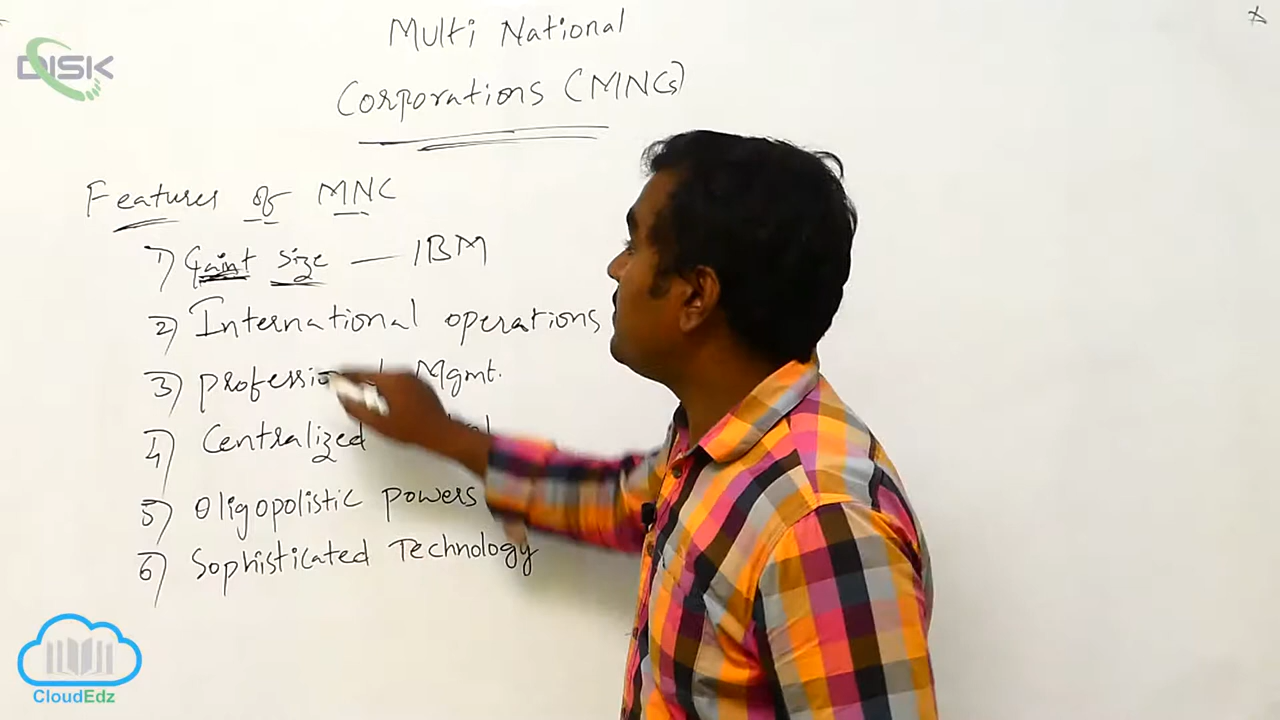 DISK
Multi National
Corporations (MNCs)
Features of MNC
1) Gaint size — IBM
2) International operations
3) Professional Mgmt.
4) Centralized
5) Oligopolistic powers
6) Sophisticated Technology
CloudEdz